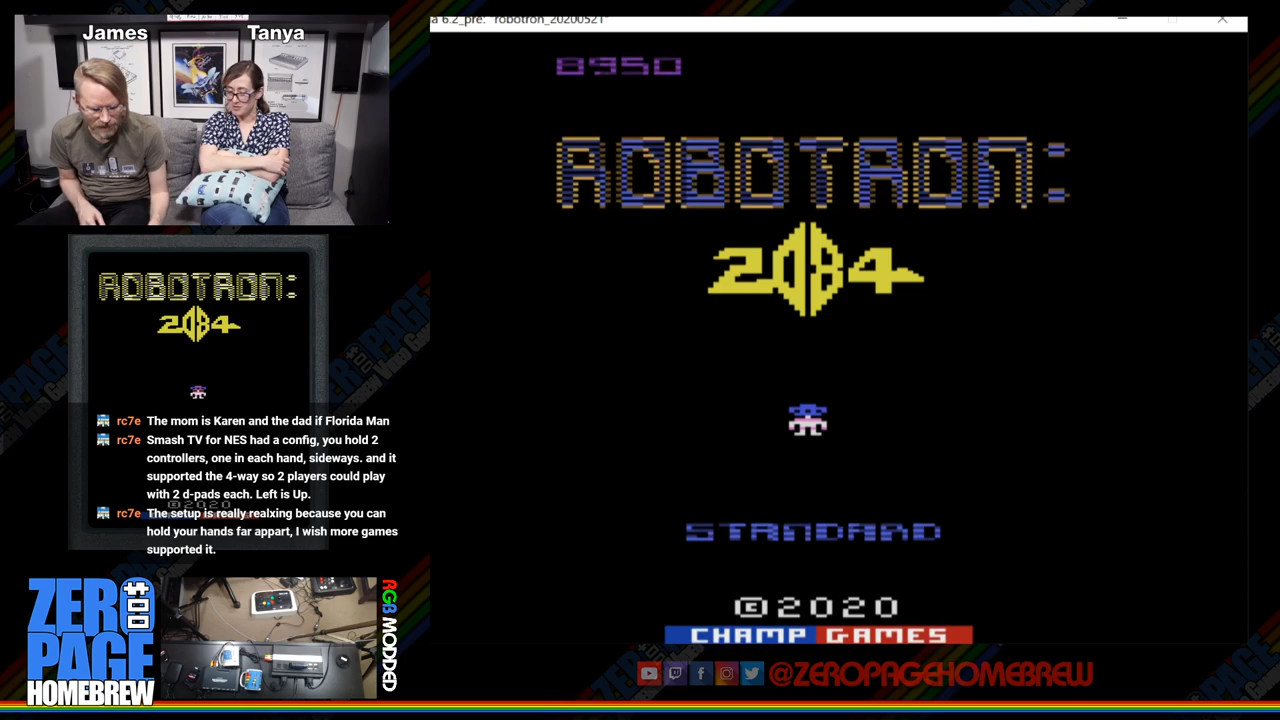 James
Tanya
a 6.2_pre: "robotron_20200521"
8950
ROBOTRON:
2084
STANDARD
©2020
CHAMP GAMES
ROBOTRON:
2084
rc7e The mom is Karen and the dad if Florida Man
rc7e Smash TV for NES had a config, you hold 2
controllers, one in each hand, sideways. and it
supported the 4-way so 2 players could play
with 2 d-pads each. Left is Up.
©2020
rc7e The setup is really realxing because you can
hold your hands far appart, I wish more games
supported it.
ZERO
PAGE
HOMEBREW
RGB MODDED
@ZEROPAGEHOMEBREW